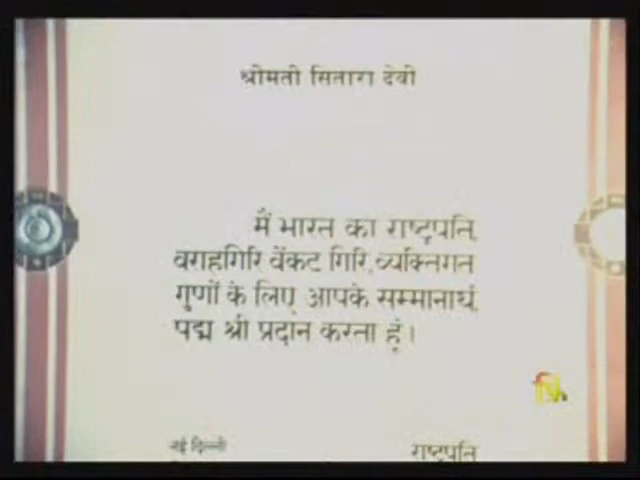 श्रीमती सितारा देवी
मैं भारत का राष्ट्रपति,
वराहगिरि वेंकट गिरि, व्यक्तिगत
गुणों के लिए आपके सम्मानार्थ,
पद्म श्री प्रदान करता हूं।
नई दिल्ली
राष्ट्रपति